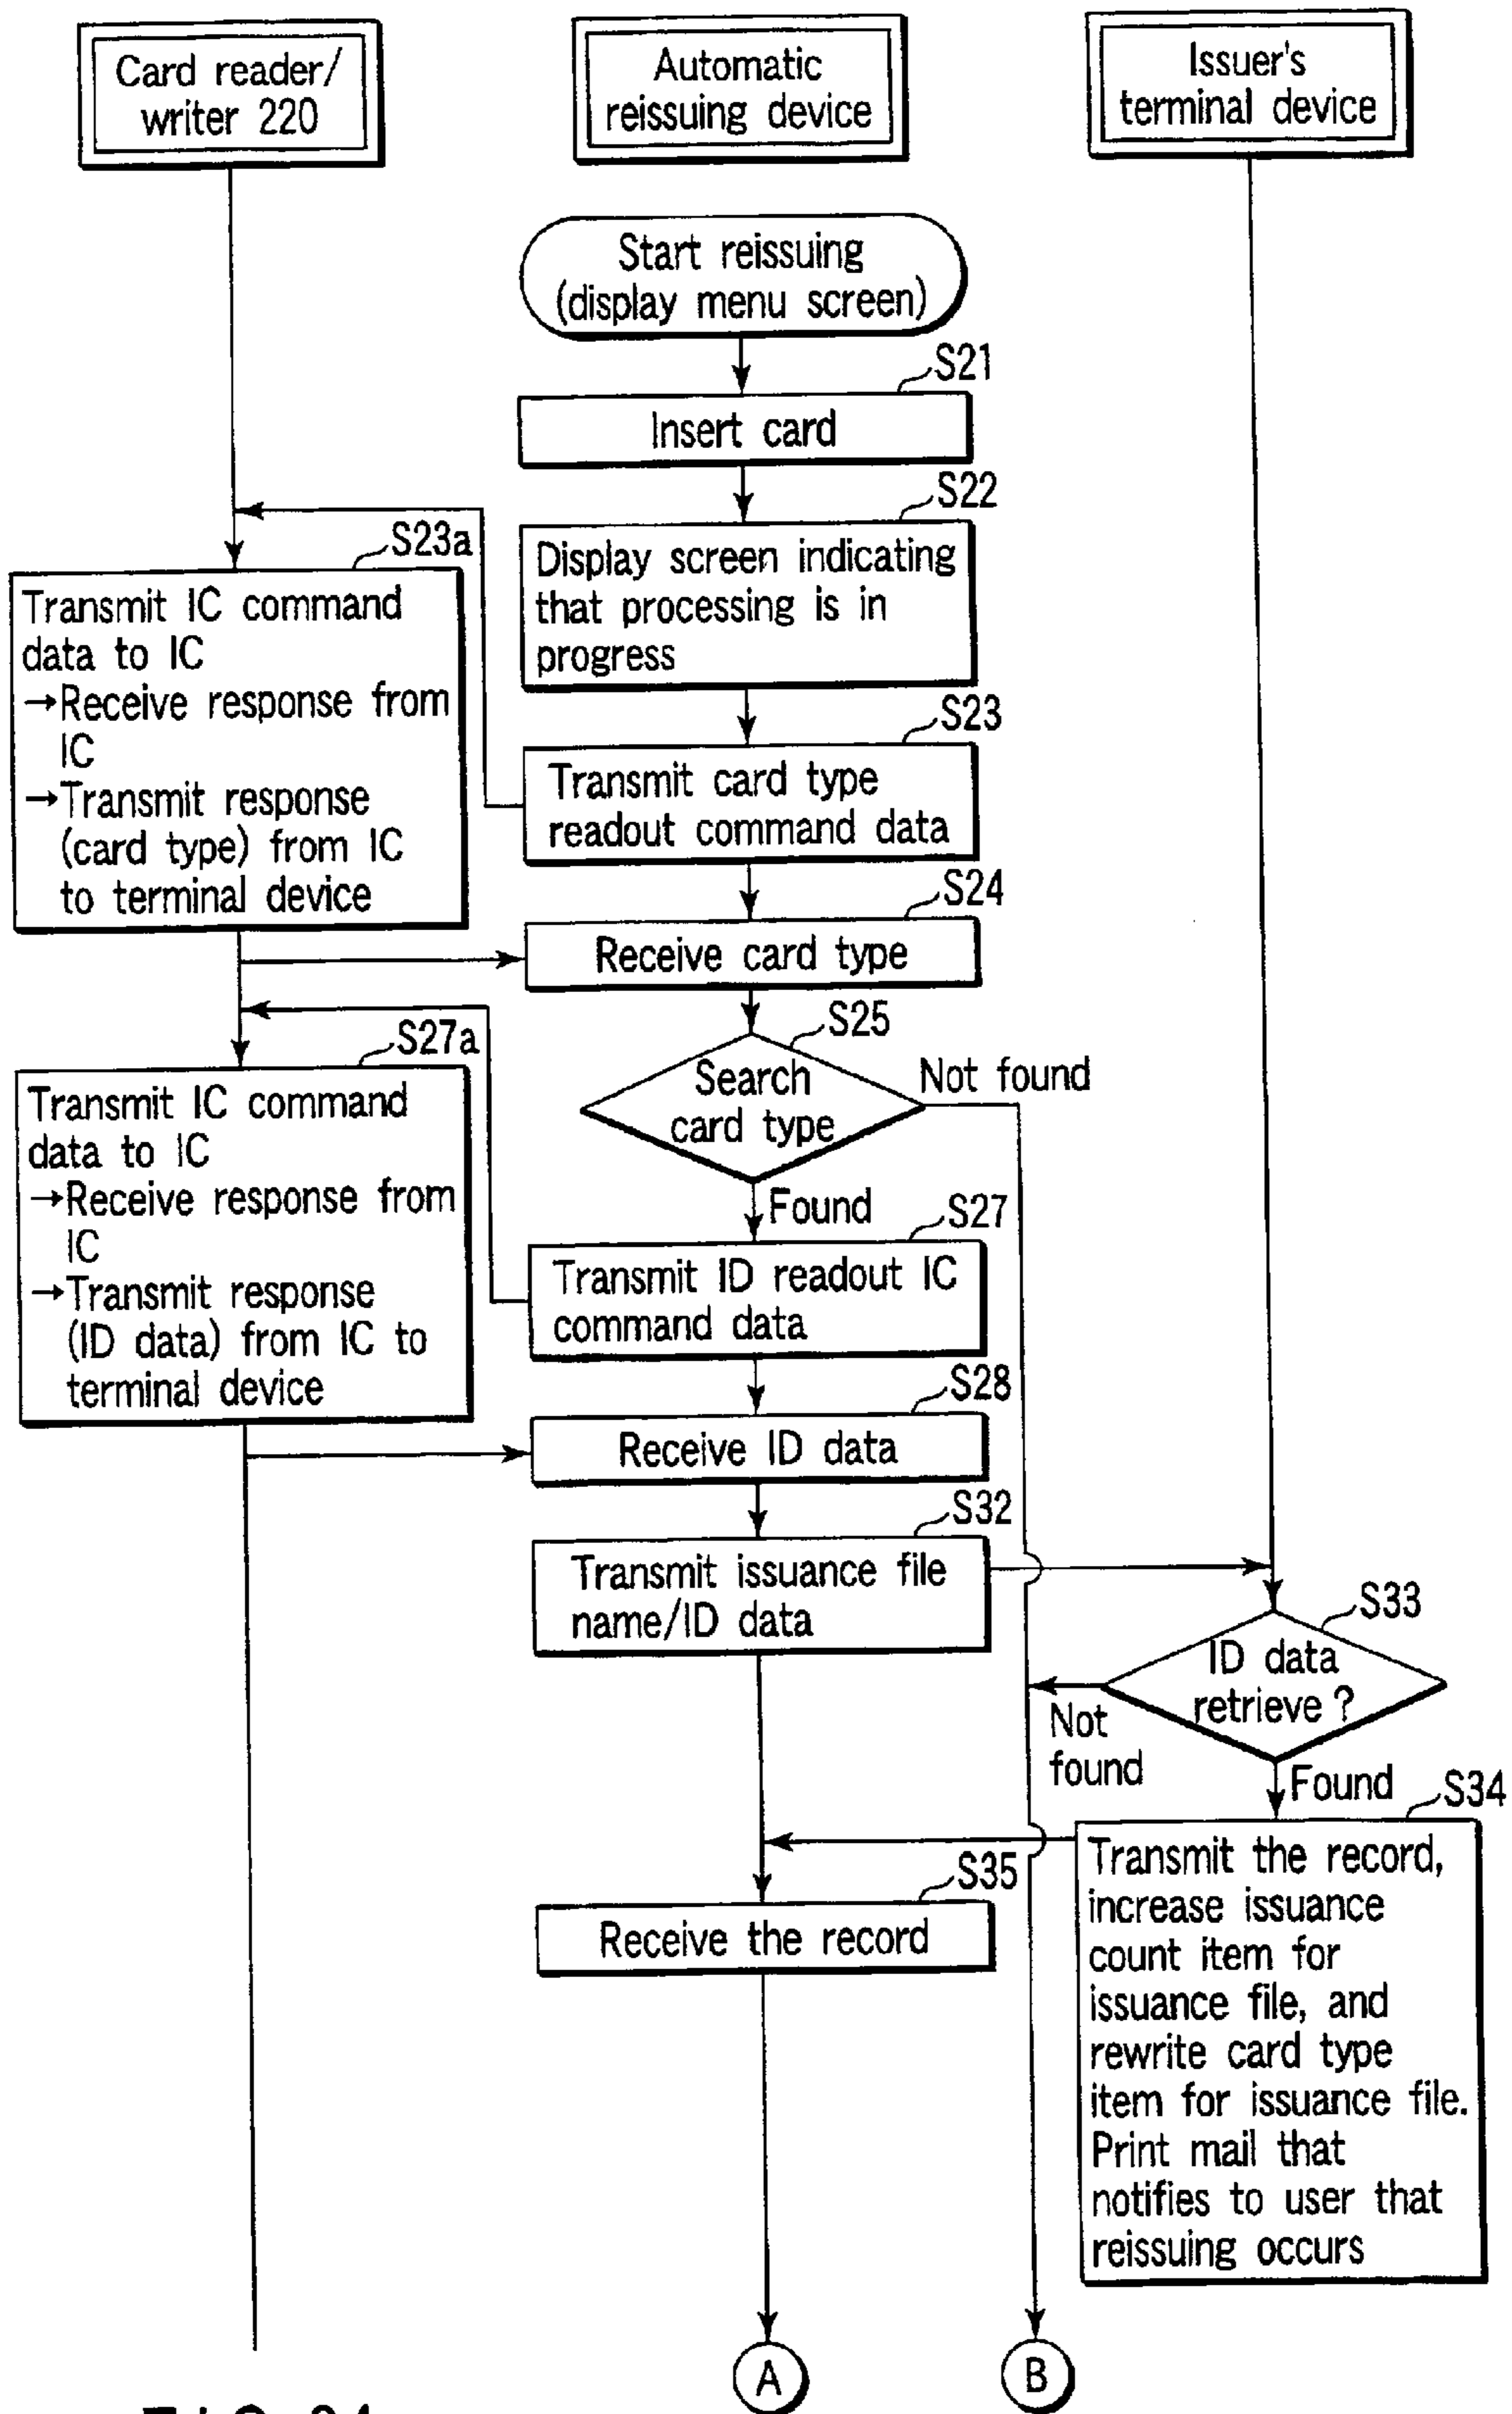 Card reader/
writer 220
Automatic
reissuing device
Issuer's
terminal device
Start reissuing
(display menu screen)
S21
Insert card
S22
Display screen indicating
that processing is in
progress
S23a
Transmit IC command
data to IC
→Receive response from
IC
→Transmit response
(card type) from IC
to terminal device
S23
Transmit card type
readout command data
S24
Receive card type
S25
Search
card type
Not found
Found
S27a
Transmit IC command
data to IC
→Receive response from
IC
→Transmit response
(ID data) from IC to
terminal device
S27
Transmit ID readout IC
command data
S28
Receive ID data
S32
Transmit issuance file
name/ID data
S33
ID data
retrieve?
Not
found
Found
S34
Transmit the record,
increase issuance
count item for
issuance file, and
rewrite card type
item for issuance file.
Print mail that
notifies to user that
reissuing occurs
S35
Receive the record
A
B